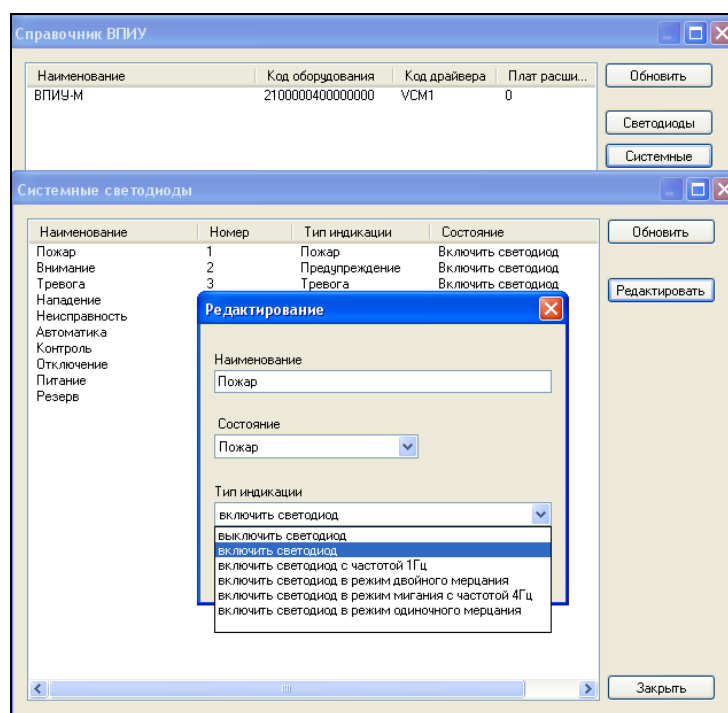 Справочник ВПИУ
Наименование Код оборудования Код драйвера Плат расши...
ВПИУ-М 2100000400000000 VCM1 0
Обновить
Светодиоды
Системные
Системные светодиоды
Наименование Номер Тип индикации Состояние
Пожар 1 Пожар Включить светодиод
Внимание 2 Предупреждение Включить светодиод
Тревога 3 Тревога Включить светодиод
Нападение
Неисправность
Автоматика
Контроль
Отключение
Питание
Резерв
Обновить
Редактировать
Редактирование
Наименование
Пожар
Состояние
Пожар
Тип индикации
включить светодиод
выключить светодиод
включить светодиод
включить светодиод с частотой 1Гц
включить светодиод в режим двойного мерцания
включить светодиод в режим мигания с частотой 4Гц
включить светодиод в режим одиночного мерцания
Закрыть